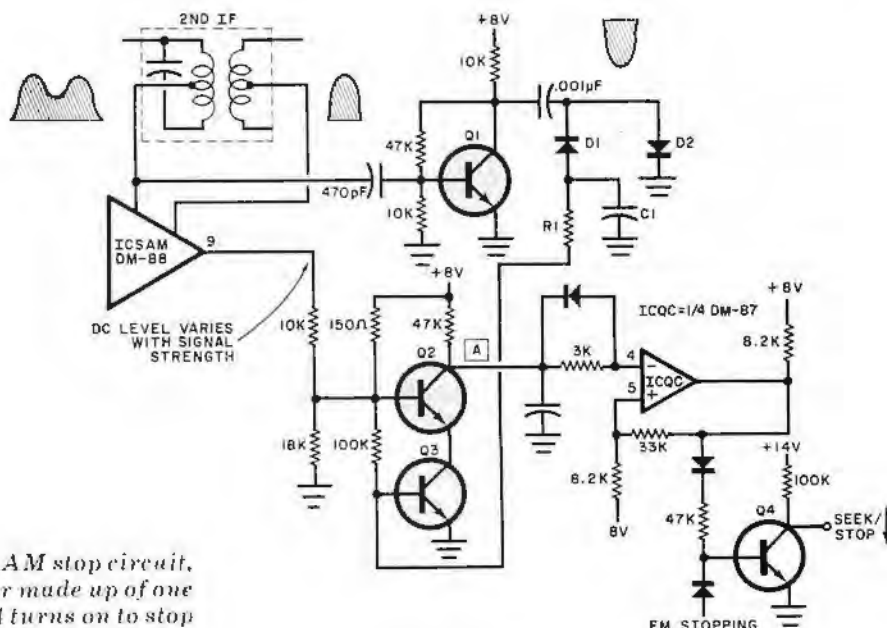 2ND IF
+8V
10K
.001µF
47K
Q1
D1
D2
470pF
10K
C1
R1
ICSAM
DM-88
9
+8V
ICQC=1/4 DM-87
+8V
DC LEVEL VARIES
WITH SIGNAL
STRENGTH
10K
150Ω
47K
A
8.2K
Q2
3K
4
-
ICQC
5
+
18K
100K
33K
+14V
Q3
8.2K
100K
8V
47K
Q4
SEEK/
STOP
AM stop circuit,
r made up of one
turns on to stop
FM STOPPING